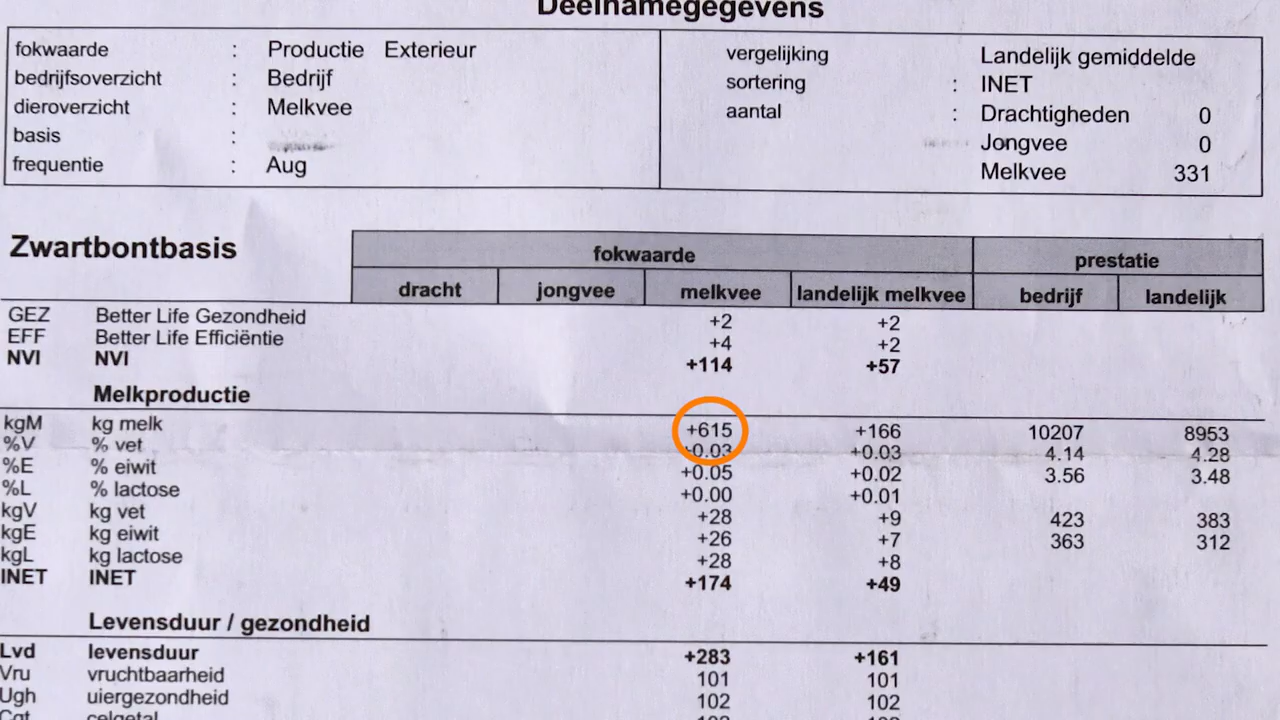 Deelnamegegevens
fokwaarde : Productie Exterieur
bedrijfsoverzicht : Bedrijf
dieroverzicht : Melkvee
basis :
frequentie : Aug
vergelijking Landelijk gemiddelde
sortering : INET
aantal : Drachtigheden 0
Jongvee 0
Melkvee 331
Zwartbontbasis
fokwaarde prestatie
dracht jongvee melkvee landelijk melkvee bedrijf landelijk
GEZ Better Life Gezondheid +2 +2
EFF Better Life Efficiëntie +4 +2
NVI NVI +114 +57
Melkproductie
kgM kg melk +615 +166 10207 8953
%V % vet +0.03 4.14 4.28
%E % eiwit +0.05 +0.02 3.56 3.48
%L % lactose +0.00 +0.01
kgV kg vet +28 +9 423 383
kgE kg eiwit +26 +7 363 312
kgL kg lactose +28 +8
INET INET +174 +49
Levensduur / gezondheid
Lvd levensduur +283 +161
Vru vruchtbaarheid 101 101
Ugh uiergezondheid 102 102
Cgt celgetal